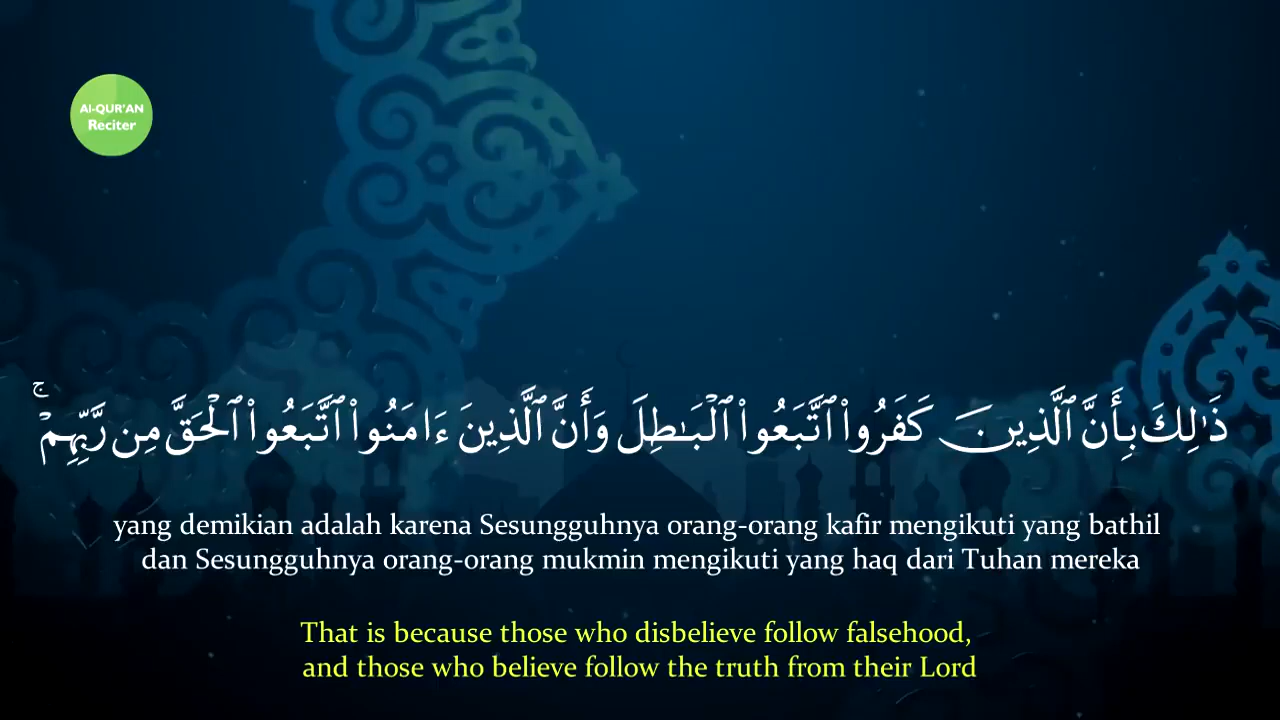 Al-QUR'AN
Reciter
ذَٰلِكَ بِأَنَّ ٱلَّذِينَ كَفَرُوا۟ ٱتَّبَعُوا۟ ٱلْبَـٰطِلَ وَأَنَّ ٱلَّذِينَ ءَامَنُوا۟ ٱتَّبَعُوا۟ ٱلْحَقَّ مِن رَّبِّهِمْ ۚ
yang demikian adalah karena Sesungguhnya orang-orang kafir mengikuti yang bathil
dan Sesungguhnya orang-orang mukmin mengikuti yang haq dari Tuhan mereka
That is because those who disbelieve follow falsehood,
and those who believe follow the truth from their Lord